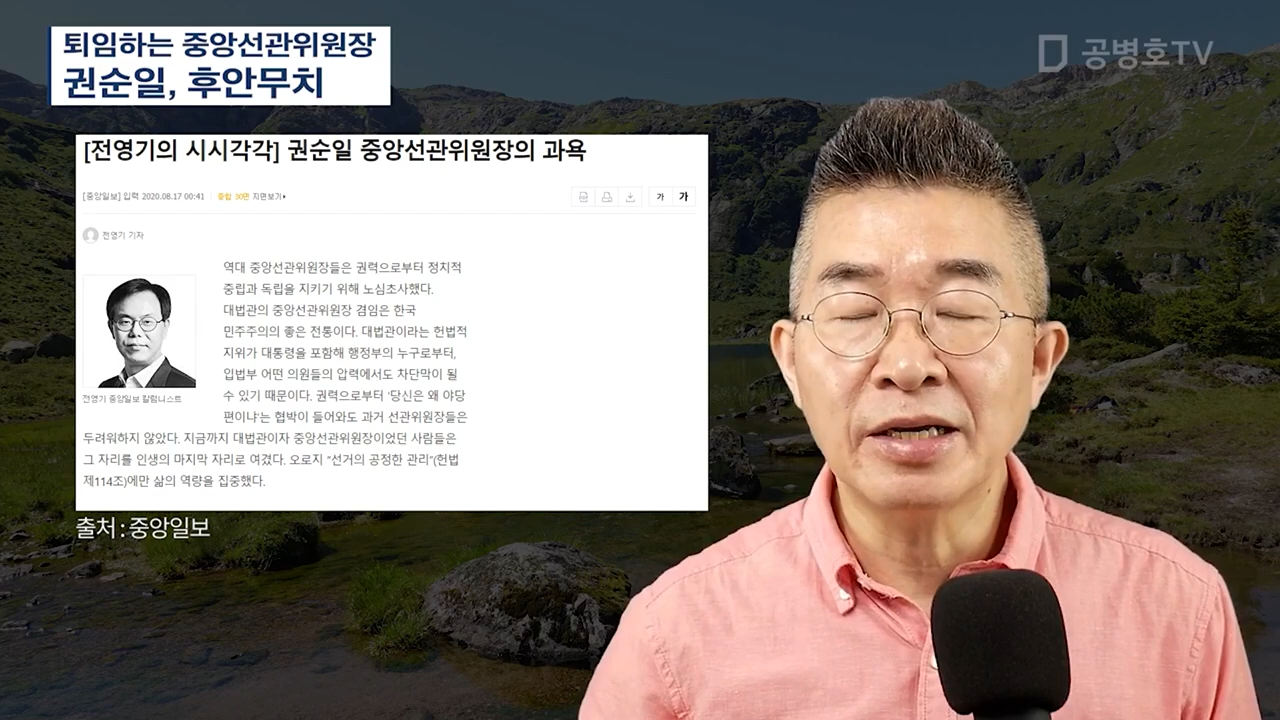 퇴임하는 중앙선관위원장
권순일, 후안무치
공병호TV
[전영기의 시시각각] 권순일 중앙선관위원장의 과욕
[중앙일보] 입력 2020.08.17 00:41 종합 30면 지면보기
가 가
전영기 기자
역대 중앙선관위원장들은 권력으로부터 정치적
중립과 독립을 지키기 위해 노심초사했다.
대법관의 중앙선관위원장 겸임은 한국
민주주의의 좋은 전통이다. 대법관이라는 헌법적
지위가 대통령을 포함해 행정부의 누구로부터,
입법부 어떤 의원들의 압력에서도 차단막이 될
수 있기 때문이다. 권력으로부터 '당신은 왜 야당
편이냐'는 협박이 들어와도 과거 선관위원장들은
전영기 중앙일보 칼럼니스트
두려워하지 않았다. 지금까지 대법관이자 중앙선관위원장이었던 사람들은
그 자리를 인생의 마지막 자리로 여겼다. 오로지 "선거의 공정한 관리"(헌법
제114조)에만 삶의 역량을 집중했다.
출처 : 중앙일보